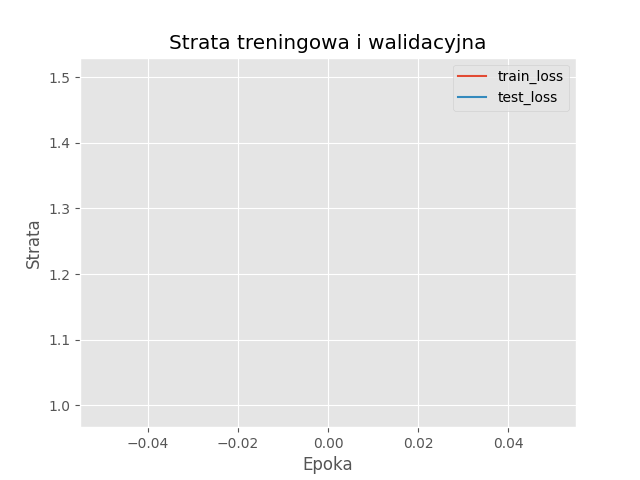 Strata treningowa i walidacyjna
train_loss
test_loss
Strata
1.5
1.4
1.3
1.2
1.1
1.0
−0.04 −0.02 0.00 0.02 0.04
Epoka